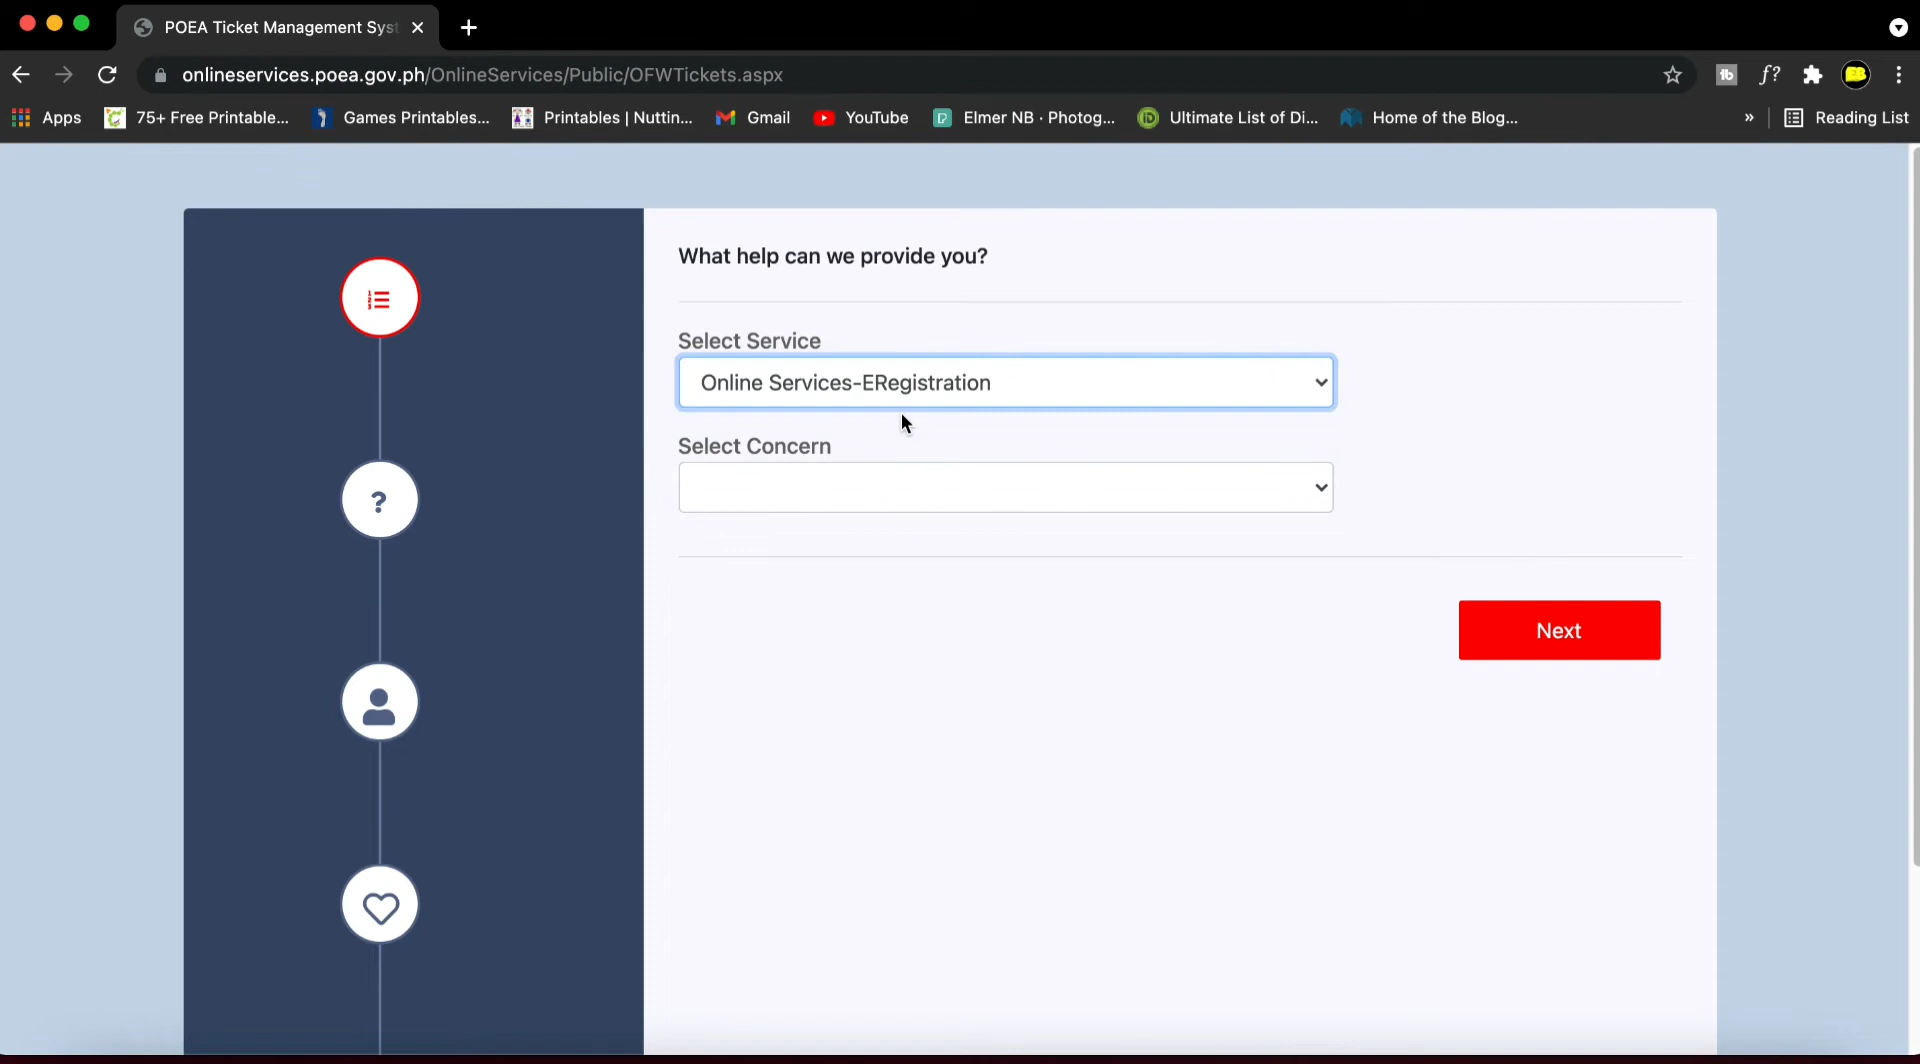 POEA Ticket Management Syst
onlineservices.poea.gov.ph/OnlineServices/Public/OFWTickets.aspx
Apps 75+ Free Printable... Games Printables... Printables | Nuttin... Gmail YouTube Elmer NB · Photog... Ultimate List of Di... Home of the Blog... » Reading List
What help can we provide you?
Select Service
Online Services-ERegistration
Select Concern
Next